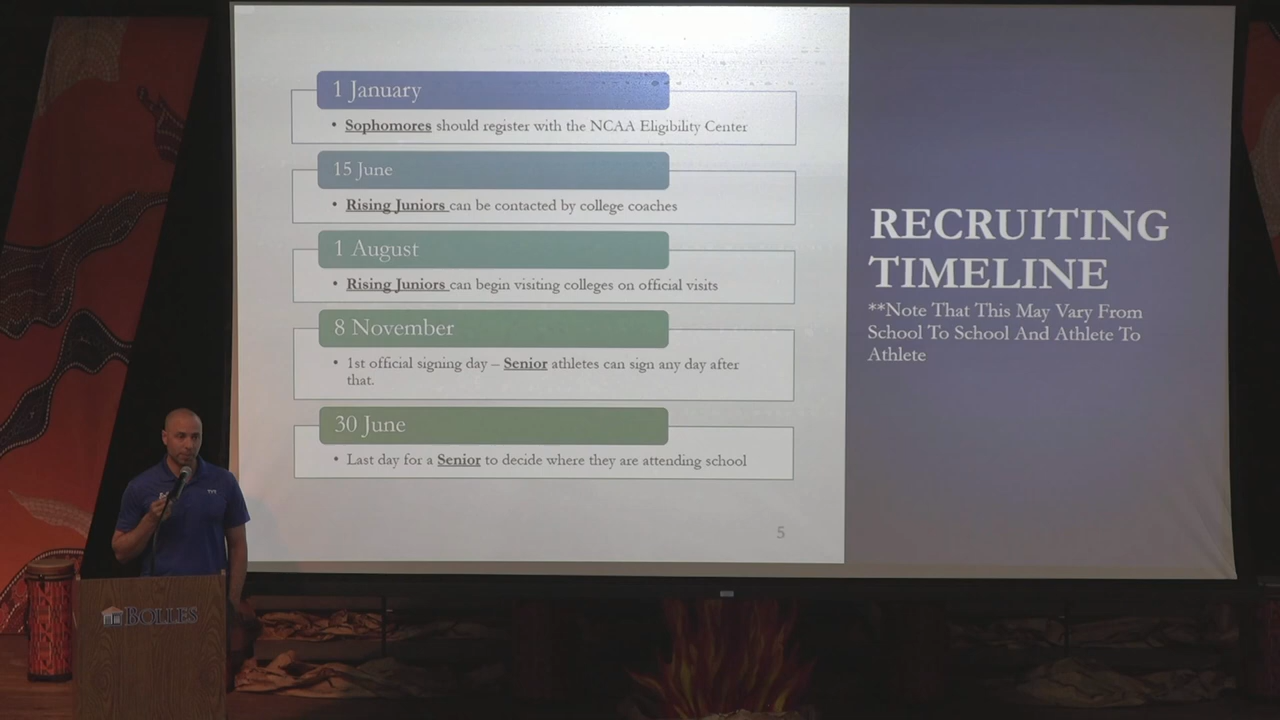 1 January
• Sophomores should register with the NCAA Eligibility Center
15 June
• Rising Juniors can be contacted by college coaches
1 August
• Rising Juniors can begin visiting colleges on official visits
8 November
• 1st official signing day – Senior athletes can sign any day after
that.
30 June
• Last day for a Senior to decide where they are attending school
5
RECRUITING
TIMELINE
**Note That This May Vary From
School To School And Athlete To
Athlete
TYR
BOLLES